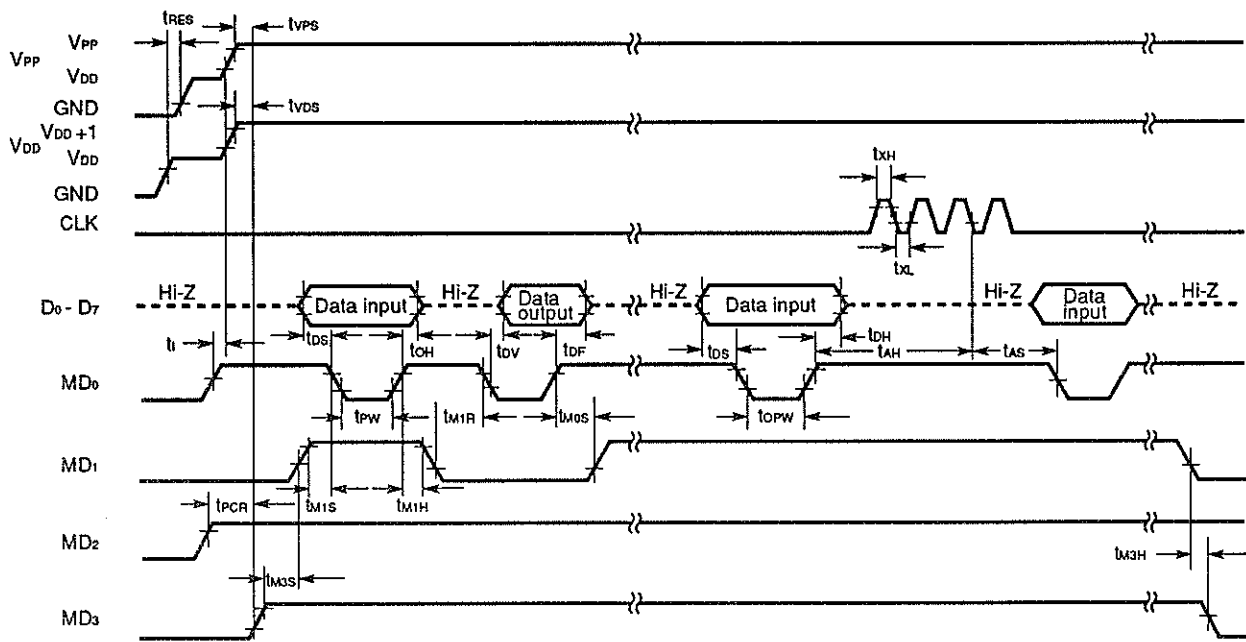 tRES
tVPS
VPP
VPP
VDD
GND
tVDS
VDD+1
VDD
VDD
GND
tXH
CLK
tXL
Hi-Z
Hi-Z
Hi-Z
Hi-Z
Hi-Z
D0 - D7
Data input
Data output
Data input
Data input
tI
tDS
tOH
tDV
tDF
tDS
tDH
tAH
tAS
MD0
tPW
tM1R
tM0S
tOPW
MD1
tPCR
tM1S
tM1H
MD2
tM3S
tM3H
MD3